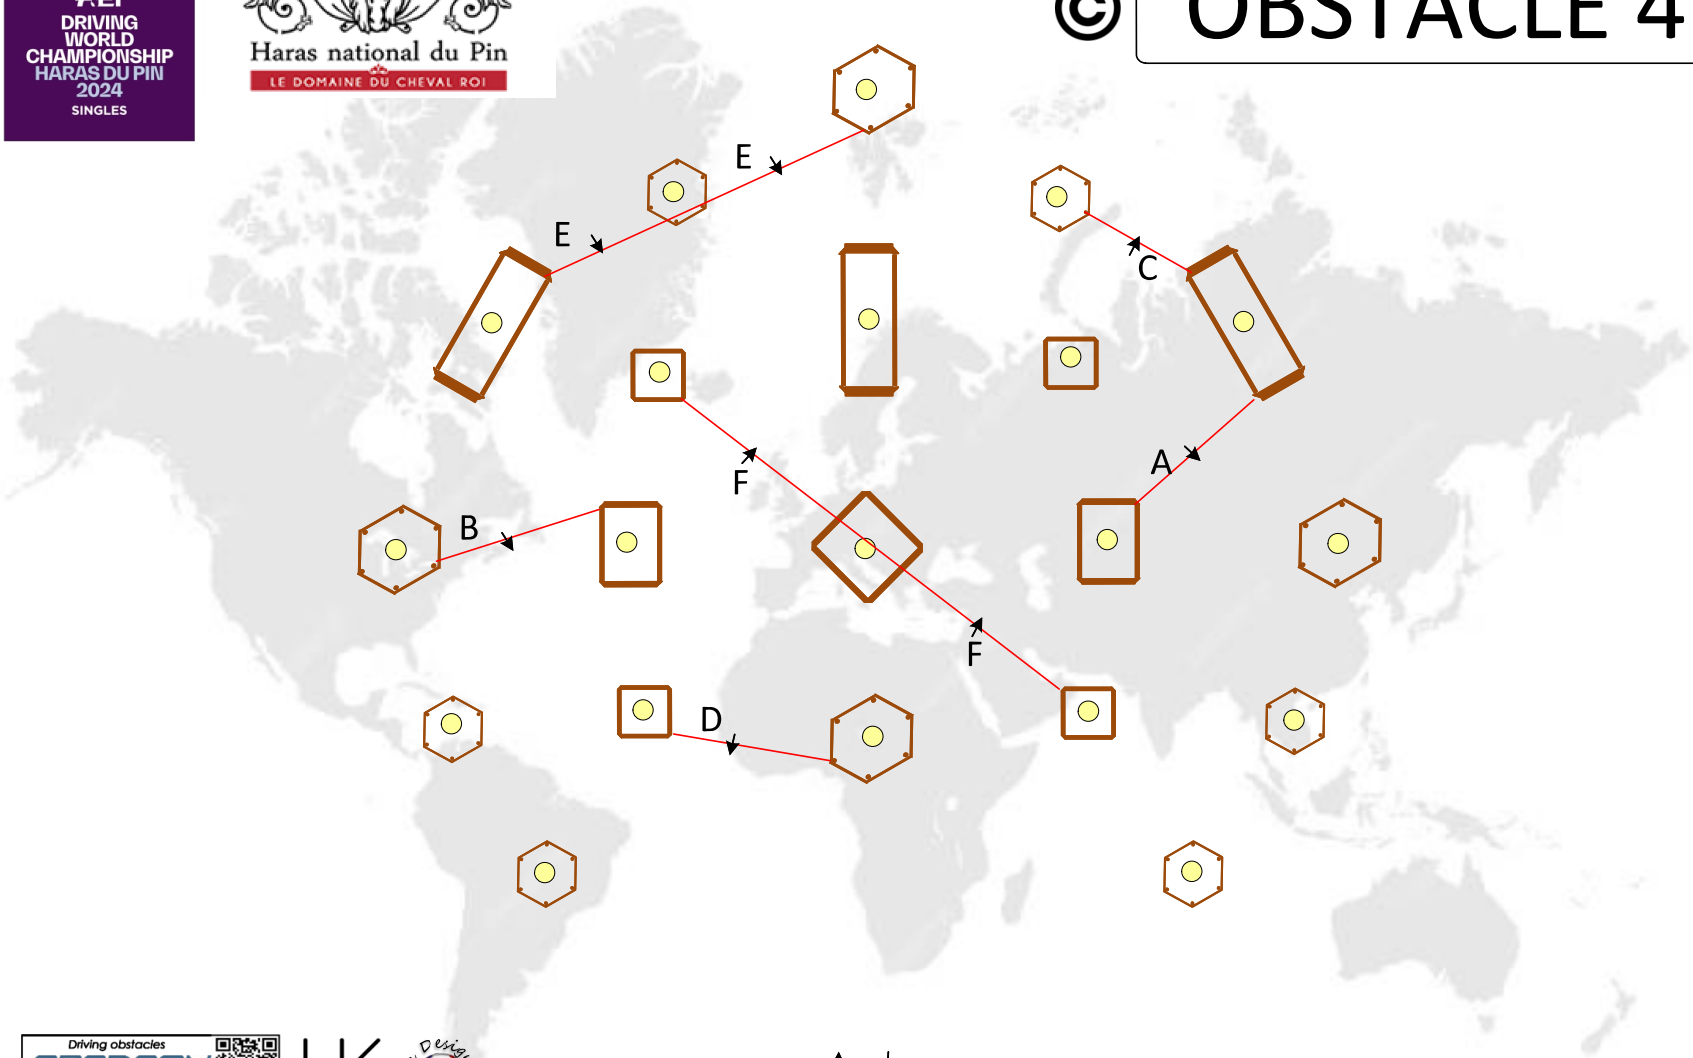 DRIVING
WORLD
CHAMPIONSHIP
HARAS DU PIN
2024
SINGLES
Haras national du Pin
LE DOMAINE DU CHEVAL ROI
© OBSTACLE 4
E
E
C
F
A
B
F
D
Driving obstacles
Design